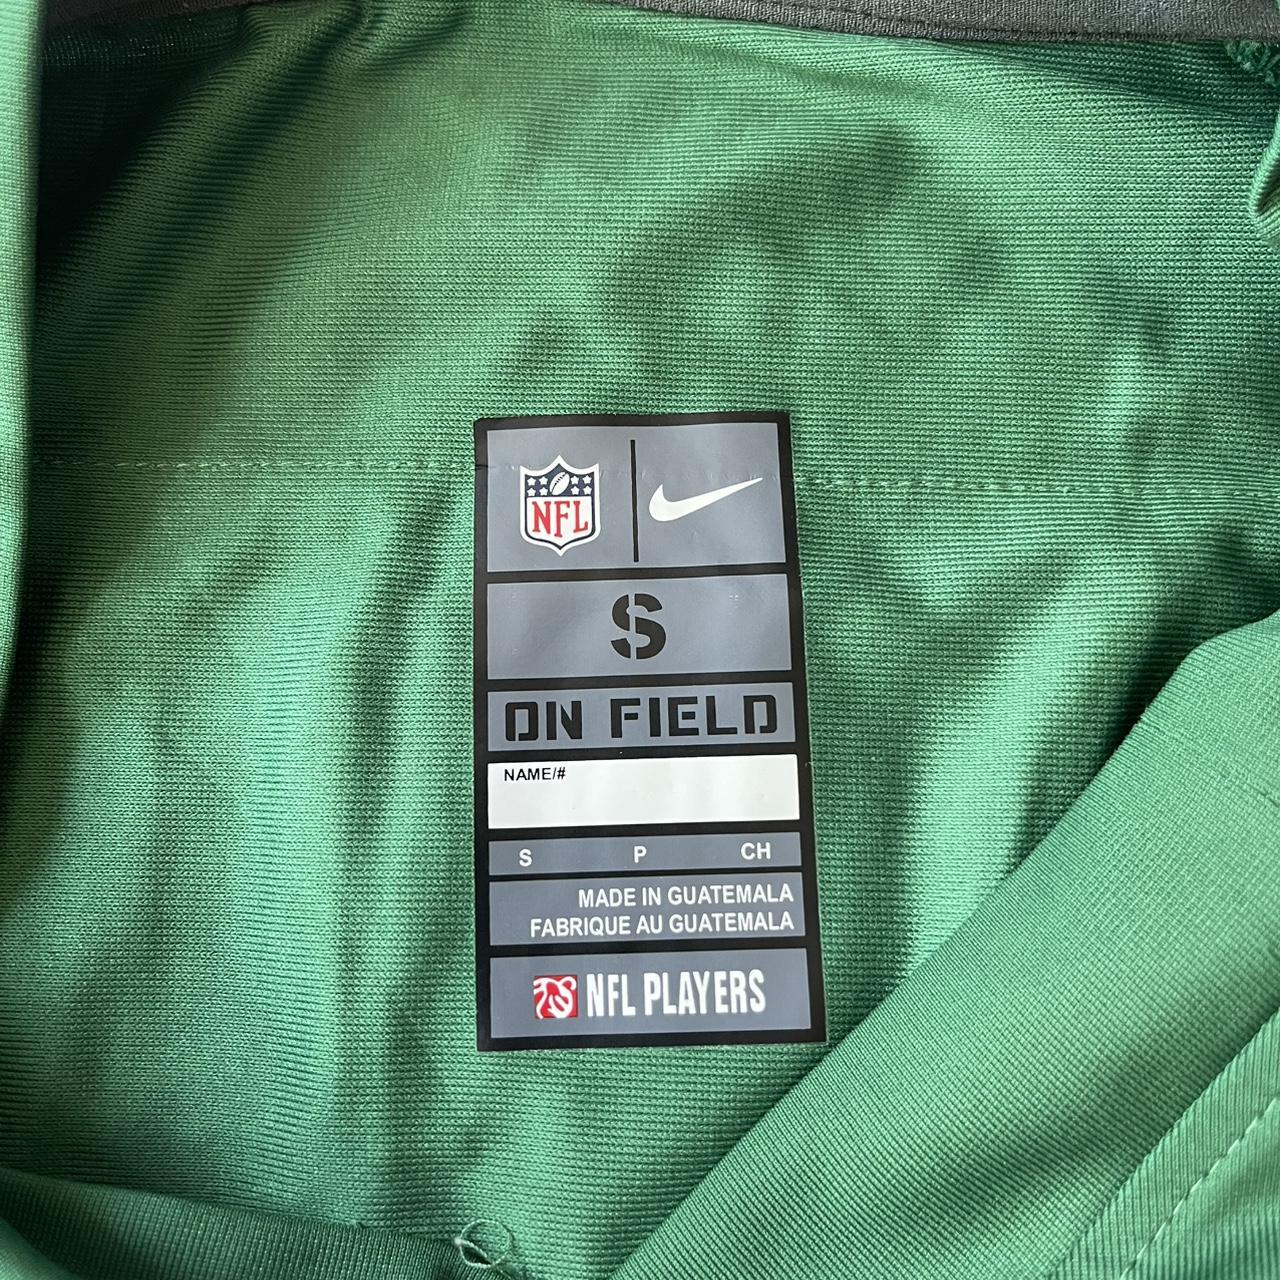 NFL
S
ON FIELD
NAME/#
S P CH
MADE IN GUATEMALA
FABRIQUE AU GUATEMALA
NFL PLAYERS